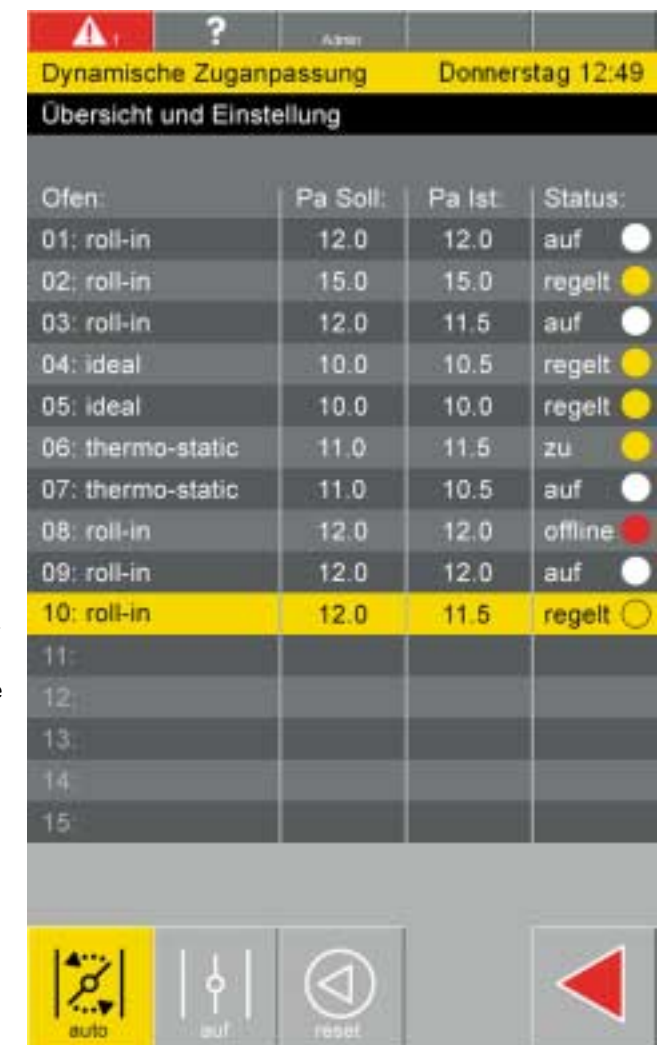 1 ? Admin
Dynamische Zuganpassung Donnerstag 12:49
Übersicht und Einstellung
Ofen: Pa Soll: Pa Ist: Status:
01: roll-in 12.0 12.0 auf
02: roll-in 15.0 15.0 regelt
03: roll-in 12.0 11.5 auf
04: ideal 10.0 10.5 regelt
05: ideal 10.0 10.0 regelt
06: thermo-static 11.0 11.5 zu
07: thermo-static 11.0 10.5 auf
08: roll-in 12.0 12.0 offline
09: roll-in 12.0 12.0 auf
10: roll-in 12.0 11.5 regelt
11:
e
12:
13:
14:
15:
auto auf reset